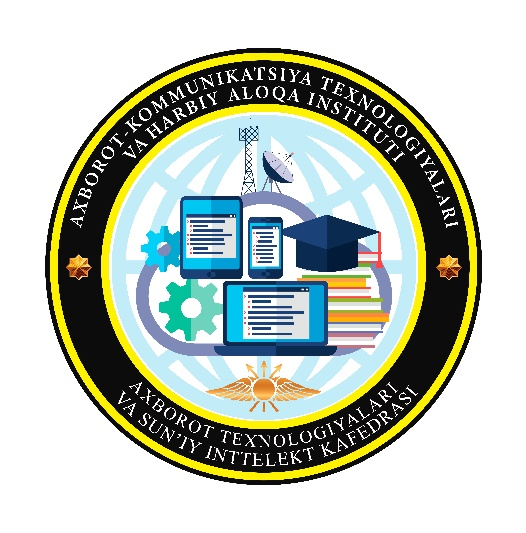 AXBOROT-KOMMUNIKATSIYA TEXNOLOGIYALARI
VA HARBIY ALOQA INSTITUTI
AXBOROT TEXNOLOGIYALARI
VA SUN'IY INTTELEKT KAFEDRASI